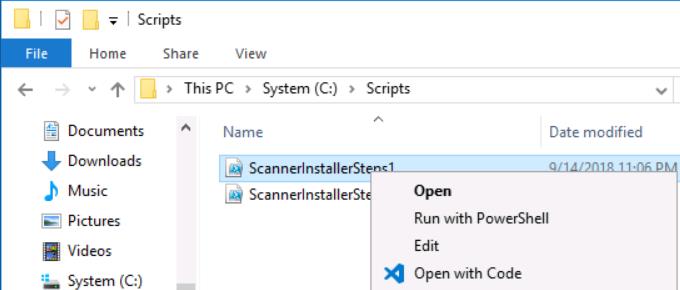 Scripts
File Home Share View
This PC System (C:) Scripts
Name Date modified
Documents
Downloads
Music
Pictures
Videos
System (C:)
ScannerInstallerSteps1 9/14/2018 11:06 PM
ScannerInstallerSte
Open
Run with PowerShell
Edit
Open with Code